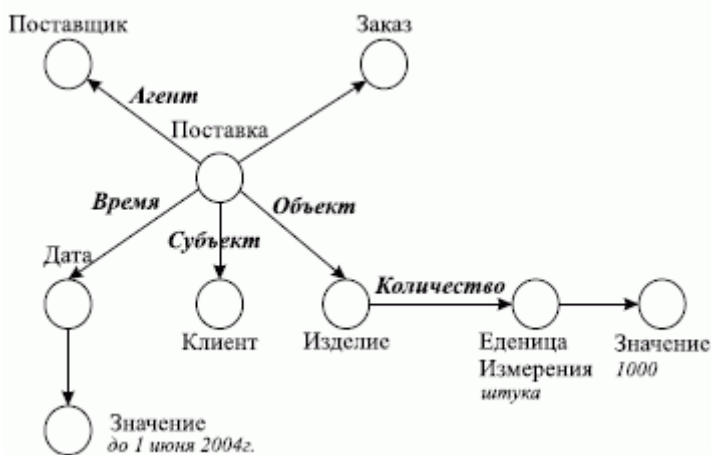 Поставщик
Заказ
Агент
Поставка
Время
Объект
Субъект
Дата
Количество
Клиент
Изделие
Еденица
Измерения
штука
Значение
1000
Значение
до 1 июня 2004г.